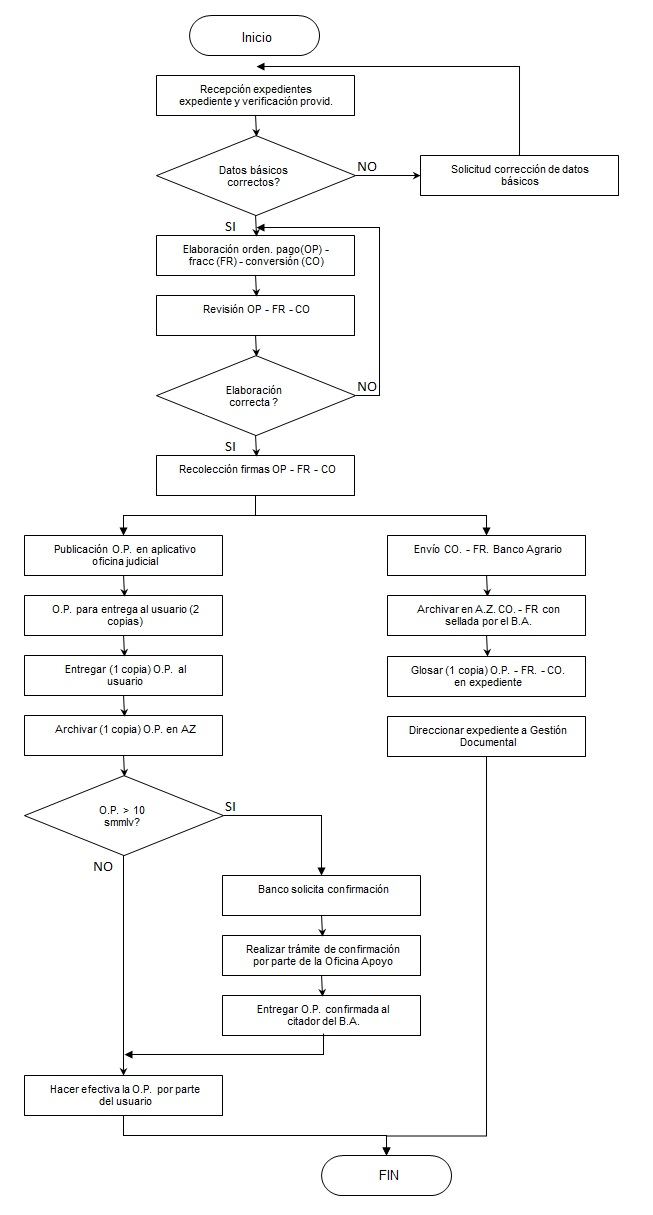 Inicio
Recepción expedientes
expediente y verificación provid.
Datos básicos
correctos?
NO
Solicitud corrección de datos
básicos
SI
Elaboración orden. pago(OP) -
fracc (FR) - conversión (CO)
Revisión OP - FR - CO
Elaboración
correcta ?
NO
SI
Recolección firmas OP - FR - CO
Publicación O.P. en aplicativo
oficina judicial
O.P. para entrega al usuario (2
copias)
Entregar (1 copia) O.P. al
usuario
Archivar (1 copia) O.P. en AZ
Envío CO. - FR. Banco Agrario
Archivar en A.Z. CO. - FR con
sellada por el B.A.
Glosar (1 copia) O.P. - FR. - CO.
en expediente
Direccionar expediente a Gestión
Documental
O.P. > 10
smmlv?
SI
NO
Banco solicita confirmación
Realizar trámite de confirmación
por parte de la Oficina Apoyo
Entregar O.P. confirmada al
citador del B.A.
Hacer efectiva la O.P. por parte
del usuario
FIN